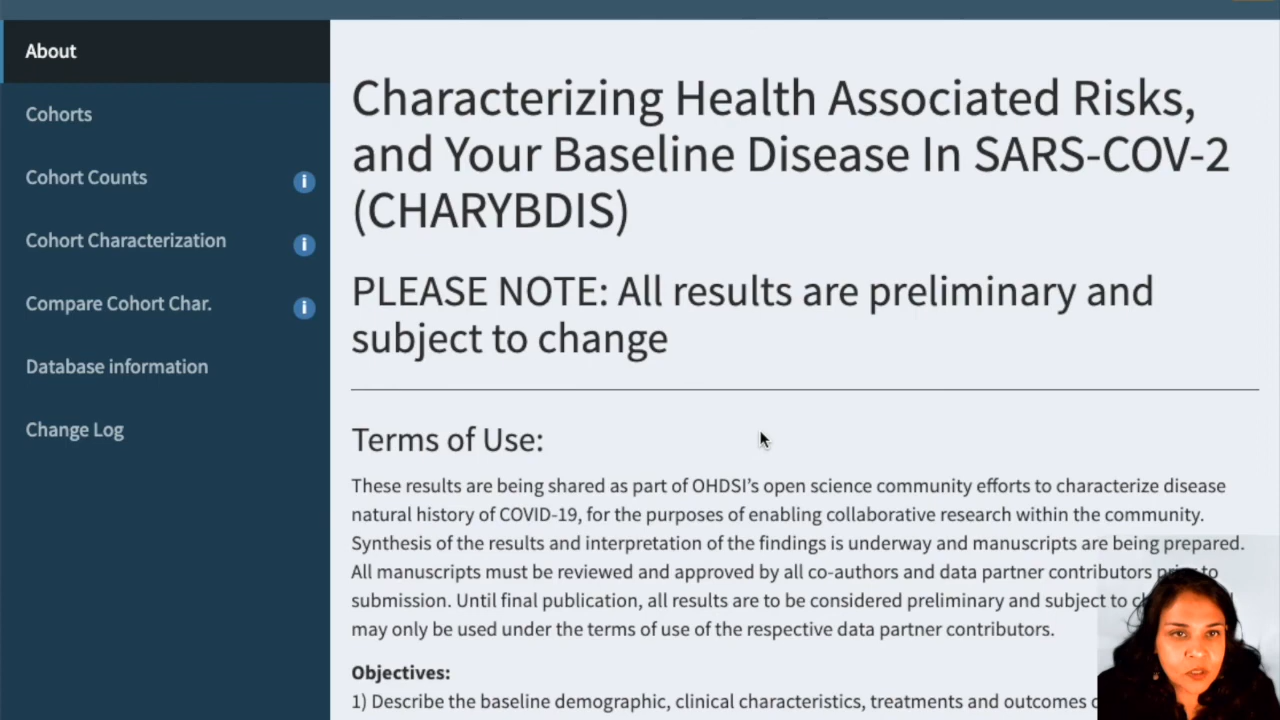 About
Cohorts
Cohort Counts
i
Cohort Characterization
i
Compare Cohort Char.
i
Database information
Change Log
Characterizing Health Associated Risks,
and Your Baseline Disease In SARS-COV-2
(CHARYBDIS)
PLEASE NOTE: All results are preliminary and
subject to change
Terms of Use:
These results are being shared as part of OHDSI's open science community efforts to characterize disease
natural history of COVID-19, for the purposes of enabling collaborative research within the community.
Synthesis of the results and interpretation of the findings is underway and manuscripts are being prepared.
All manuscripts must be reviewed and approved by all co-authors and data partner contributors to
submission. Until final publication, all results are to be considered preliminary and subject to
may only be used under the terms of use of the respective data partner contributors.
Objectives:
1) Describe the baseline demographic, clinical characteristics, treatments and outcomes